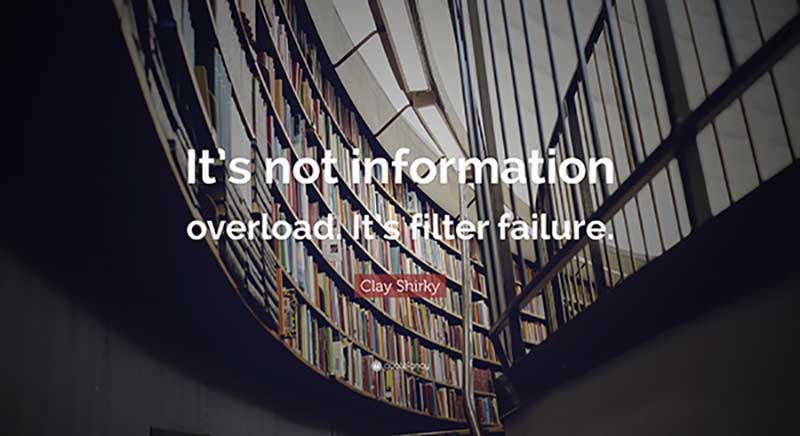 It's not information
overload. It's filter failure.
Clay Shirky